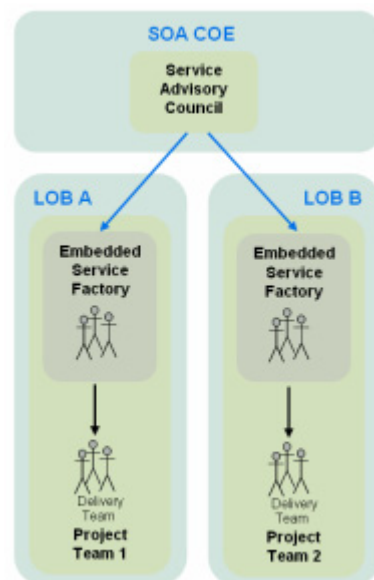 SOA COE
Service
Advisory
Council
LOB A
Embedded
Service
Factory
Delivery
Team
Project
Team 1
LOB B
Embedded
Service
Factory
Delivery
Team
Project
Team 2